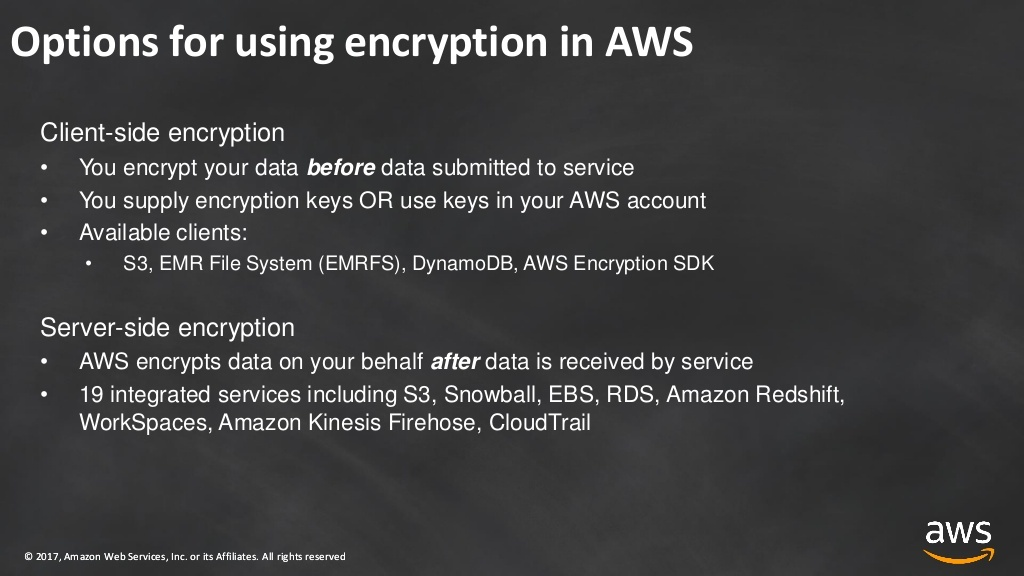 Options for using encryption in AWS
Client-side encryption
• You encrypt your data before data submitted to service
• You supply encryption keys OR use keys in your AWS account
• Available clients:
• S3, EMR File System (EMRFS), DynamoDB, AWS Encryption SDK
Server-side encryption
• AWS encrypts data on your behalf after data is received by service
• 19 integrated services including S3, Snowball, EBS, RDS, Amazon Redshift,
WorkSpaces, Amazon Kinesis Firehose, CloudTrail
© 2017, Amazon Web Services, Inc. or its Affiliates. All rights reserved
aws